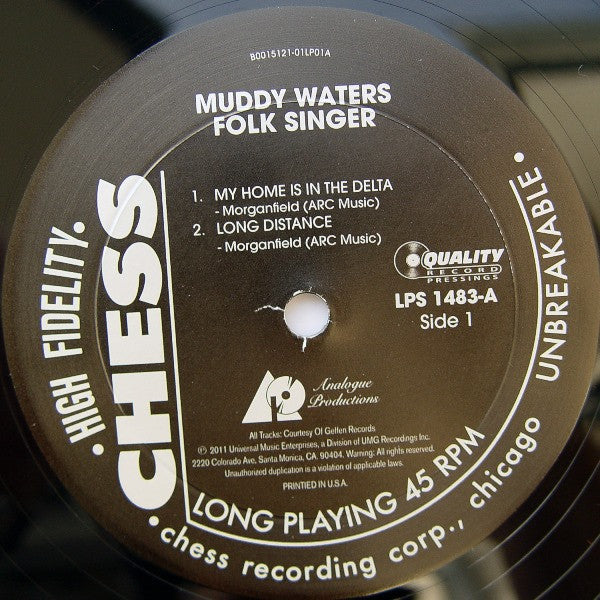 B0015121-01LP01A
MUDDY WATERS
FOLK SINGER
1. MY HOME IS IN THE DELTA
- Morganfield (ARC Music)
2. LONG DISTANCE
- Morganfield (ARC Music)
QUALITY
RECORD
PRESSINGS
LPS 1483-A
Side 1
• HIGH FIDELITY •
CHESS
UNBREAKABLE •
AP
Analogue
Productions
All Tracks: Courtesy Of Geffen Records
℗ © 2011 Universal Music Enterprises, a Division of UMG Recordings Inc.
2220 Colorado Ave, Santa Monica, CA. 90404. Warning: All rights reserved.
Unauthorized duplication is a violation of applicable laws.
PRINTED IN U.S.A.
LONG PLAYING 45 RPM
• chess recording corp., chicago •